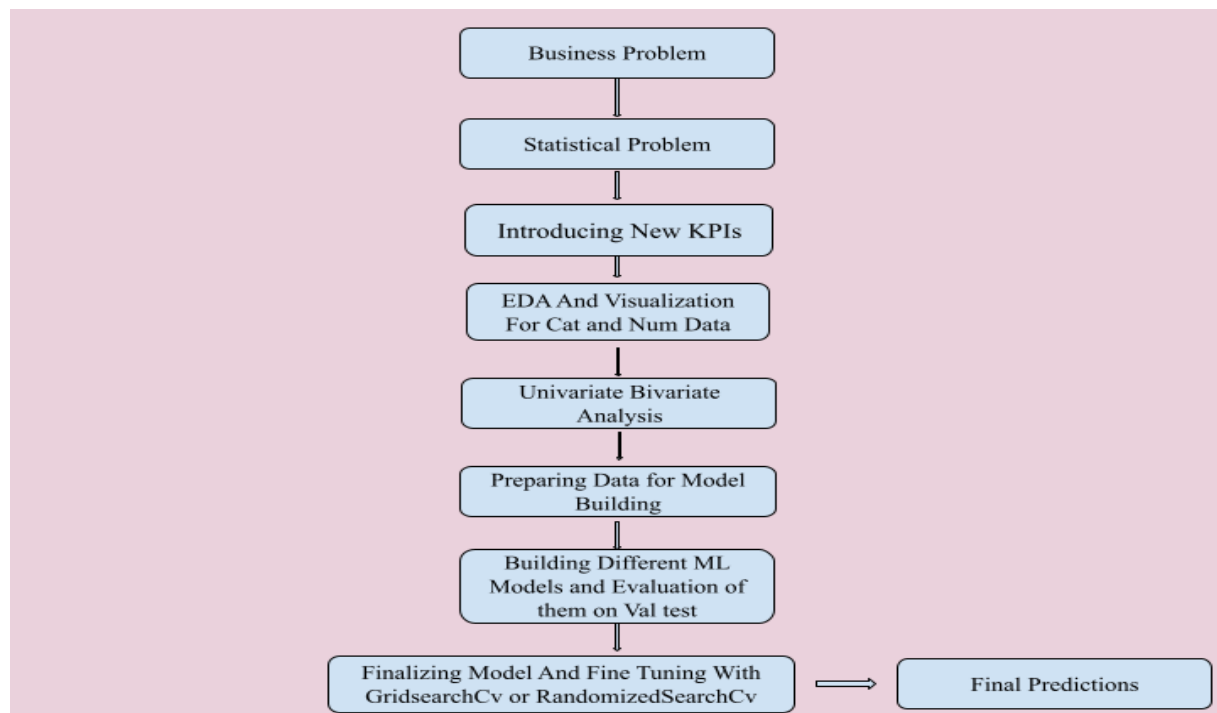 Business Problem
Statistical Problem
Introducing New KPIs
EDA And Visualization
For Cat and Num Data
Univariate Bivariate
Analysis
Preparing Data for Model
Building
Building Different ML
Models and Evaluation of
them on Val test
Finalizing Model And Fine Tuning With
GridsearchCv or RandomizedSearchCv
Final Predictions